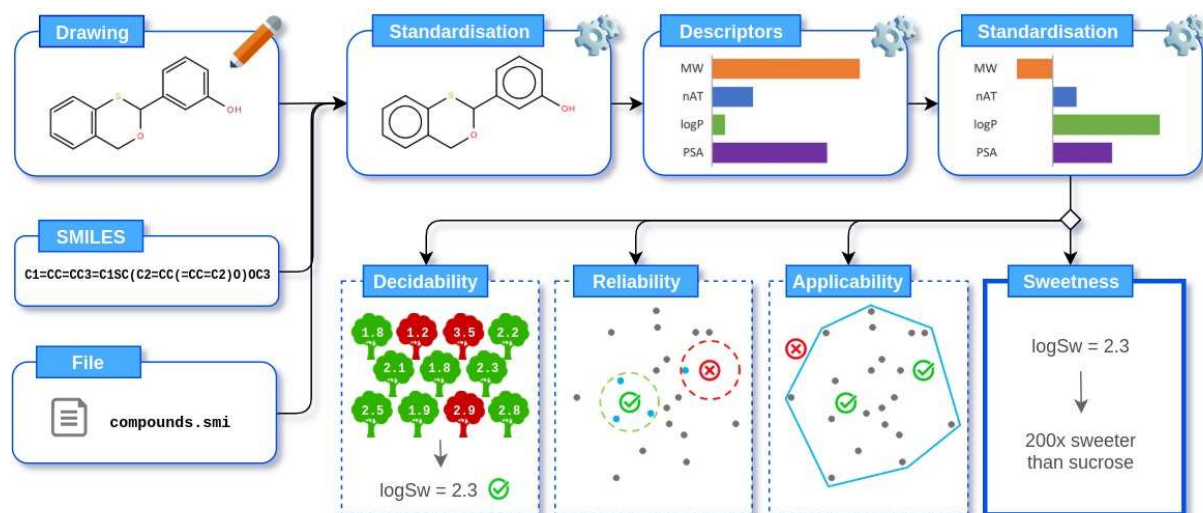 Drawing
S
OH
O
SMILES
C1=CC=CC3=C1SC(C2=CC(=CC=C2)O)OC3
File
compounds.smi
Standardisation
S
OH
O
Descriptors
MW
nAT
logP
PSA
Standardisation
MW
nAT
logP
PSA
Decidability
1.8 1.2 3.5 2.2
2.1 1.8 2.3
2.5 1.9 2.9 2.8
logSw = 2.3
Reliability
Applicability
Sweetness
logSw = 2.3
200x sweeter
than sucrose